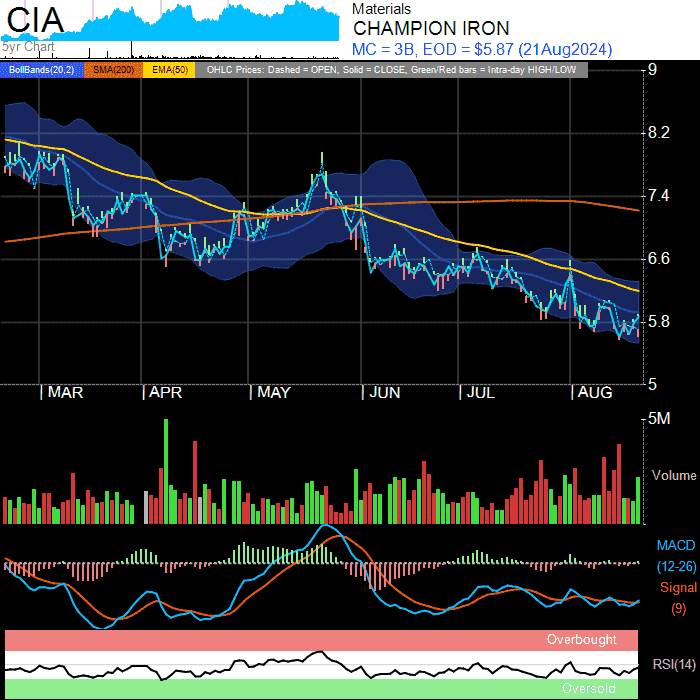 CIA
5yr Chart
Materials
CHAMPION IRON
MC = 3B, EOD = $5.87 (21Aug2024)
BollBands(20,2) SMA(200) EMA(50) OHLC Prices: Dashed = OPEN, Solid = CLOSE, Green/Red bars = Intra-day HIGH/LOW
9
8.2
7.4
6.6
5.8
5
| MAR | APR | MAY | JUN | JUL | AUG
5M
Volume
MACD
(12-26)
Signal
(9)
Overbought
RSI(14)
Oversold